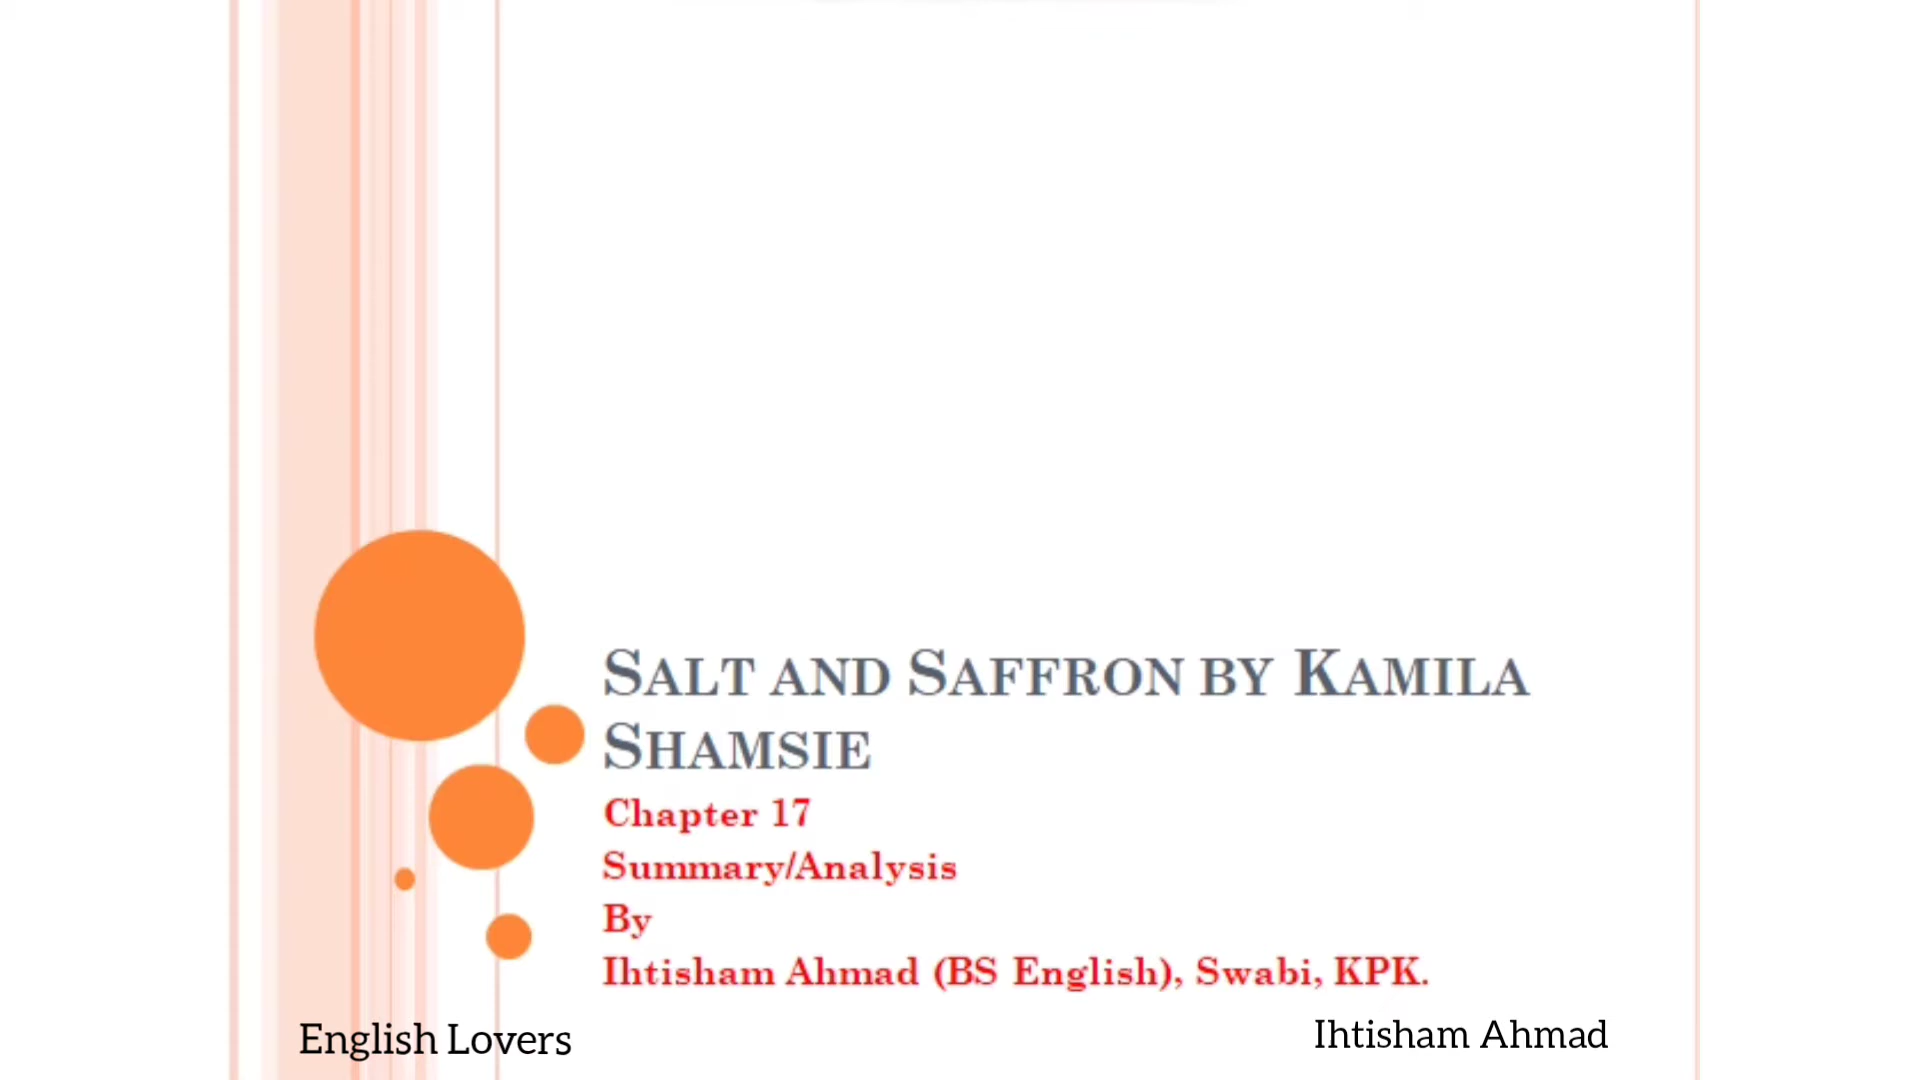 SALT AND SAFFRON BY KAMILA
SHAMSIE
Chapter 17
Summary/Analysis
By
Ihtisham Ahmad (BS English), Swabi, KPK.
English Lovers
Ihtisham Ahmad